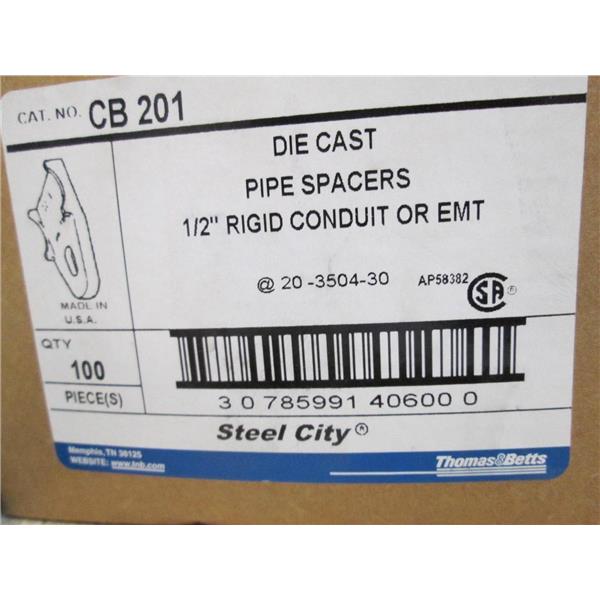 CAT. NO. CB 201
DIE CAST
PIPE SPACERS
1/2" RIGID CONDUIT OR EMT
MADE IN
U.S.A.
@ 20-3504-30 AP58382 SA ®
QTY
100
PIECE(S)
3 0 785991 40600 0
Steel City ®
Memphis, TN 38125
WEBSITE: www.tnb.com
Thomas&Betts